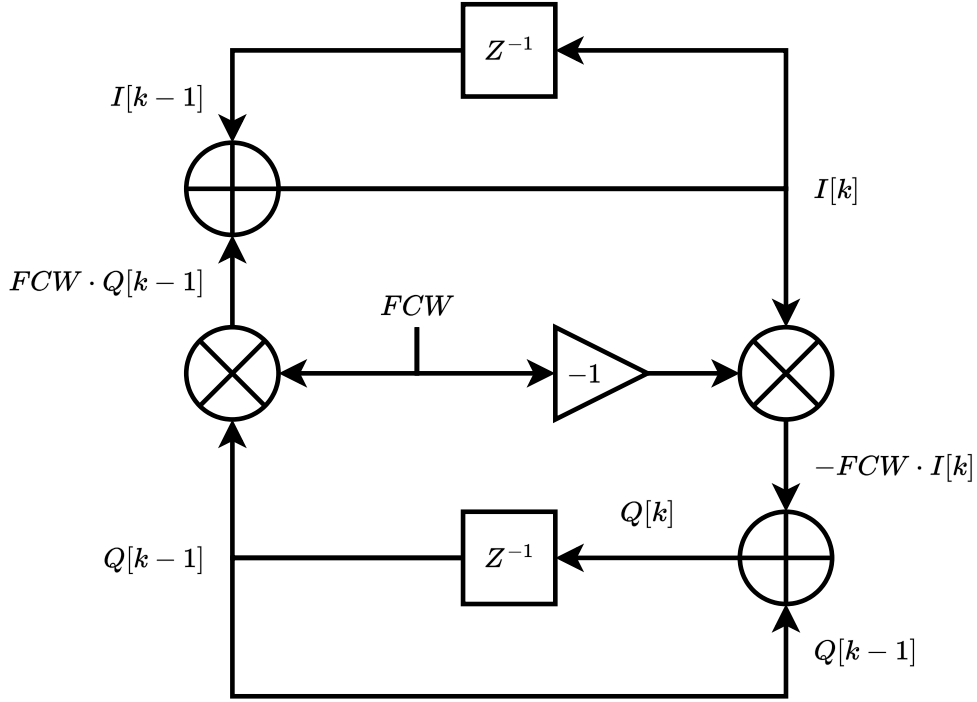 Z⁻¹
I[k − 1]
I[k]
FCW · Q[k − 1]
FCW
−1
−FCW · I[k]
Q[k]
Q[k − 1]
Z⁻¹
Q[k − 1]